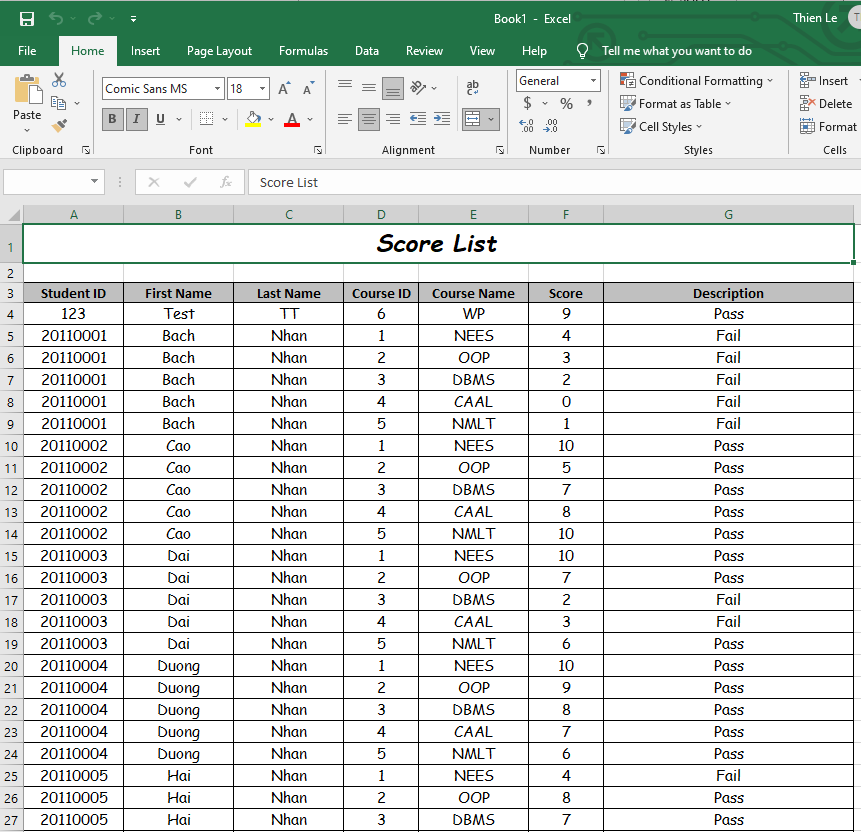 Book1 - Excel Thien Le T
File Home Insert Page Layout Formulas Data Review View Help Tell me what you want to do
Comic Sans MS 18 A A ab General Conditional Formatting Insert
Paste B I U A $ % , Format as Table Delete
Cell Styles Format
Clipboard Font Alignment Number Styles Cells
fx Score List
A B C D E F G
1 Score List
2
3 Student ID First Name Last Name Course ID Course Name Score Description
4 123 Test TT 6 WP 9 Pass
5 20110001 Bach Nhan 1 NEES 4 Fail
6 20110001 Bach Nhan 2 OOP 3 Fail
7 20110001 Bach Nhan 3 DBMS 2 Fail
8 20110001 Bach Nhan 4 CAAL 0 Fail
9 20110001 Bach Nhan 5 NMLT 1 Fail
10 20110002 Cao Nhan 1 NEES 10 Pass
11 20110002 Cao Nhan 2 OOP 5 Pass
12 20110002 Cao Nhan 3 DBMS 7 Pass
13 20110002 Cao Nhan 4 CAAL 8 Pass
14 20110002 Cao Nhan 5 NMLT 10 Pass
15 20110003 Dai Nhan 1 NEES 10 Pass
16 20110003 Dai Nhan 2 OOP 7 Pass
17 20110003 Dai Nhan 3 DBMS 2 Fail
18 20110003 Dai Nhan 4 CAAL 3 Fail
19 20110003 Dai Nhan 5 NMLT 6 Pass
20 20110004 Duong Nhan 1 NEES 10 Pass
21 20110004 Duong Nhan 2 OOP 9 Pass
22 20110004 Duong Nhan 3 DBMS 8 Pass
23 20110004 Duong Nhan 4 CAAL 7 Pass
24 20110004 Duong Nhan 5 NMLT 6 Pass
25 20110005 Hai Nhan 1 NEES 4 Fail
26 20110005 Hai Nhan 2 OOP 8 Pass
27 20110005 Hai Nhan 3 DBMS 7 Pass